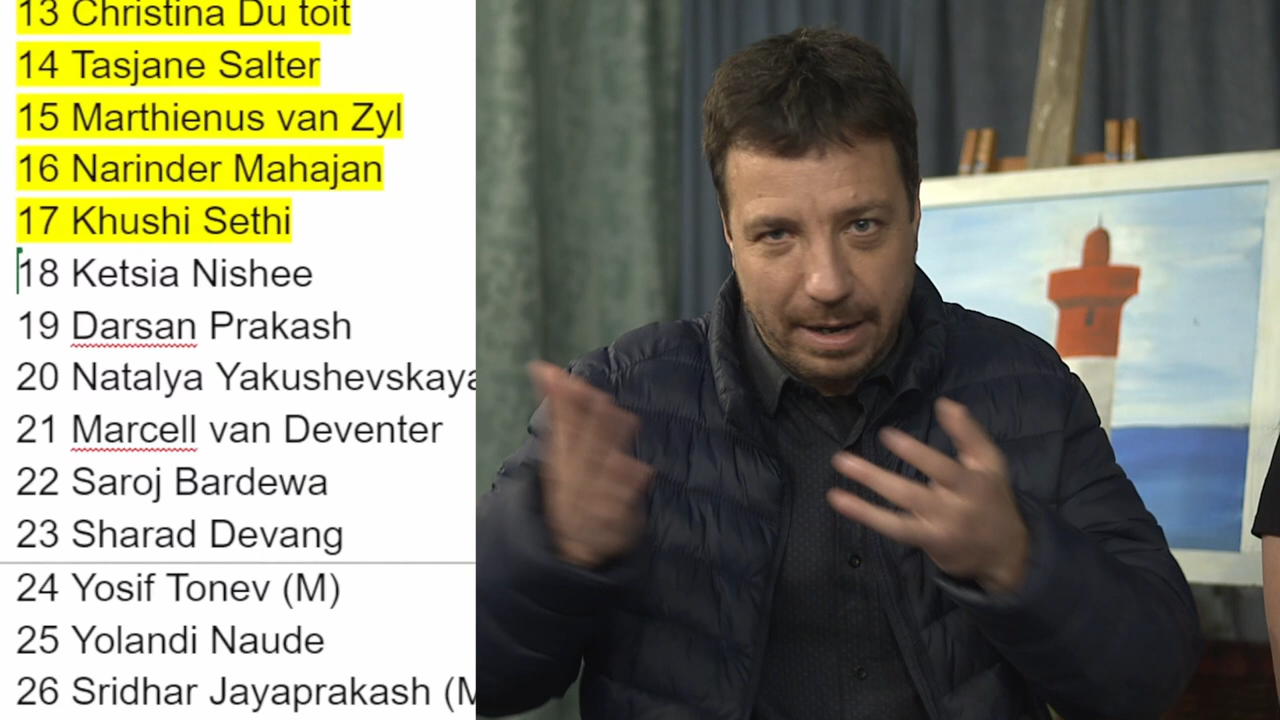 13 Christina Du toit
14 Tasjane Salter
15 Marthienus van Zyl
16 Narinder Mahajan
17 Khushi Sethi
18 Ketsia Nishee
19 Darsan Prakash
20 Natalya Yakushevskaya
21 Marcell van Deventer
22 Saroj Bardewa
23 Sharad Devang
24 Yosif Tonev (M)
25 Yolandi Naude
26 Sridhar Jayaprakash (M